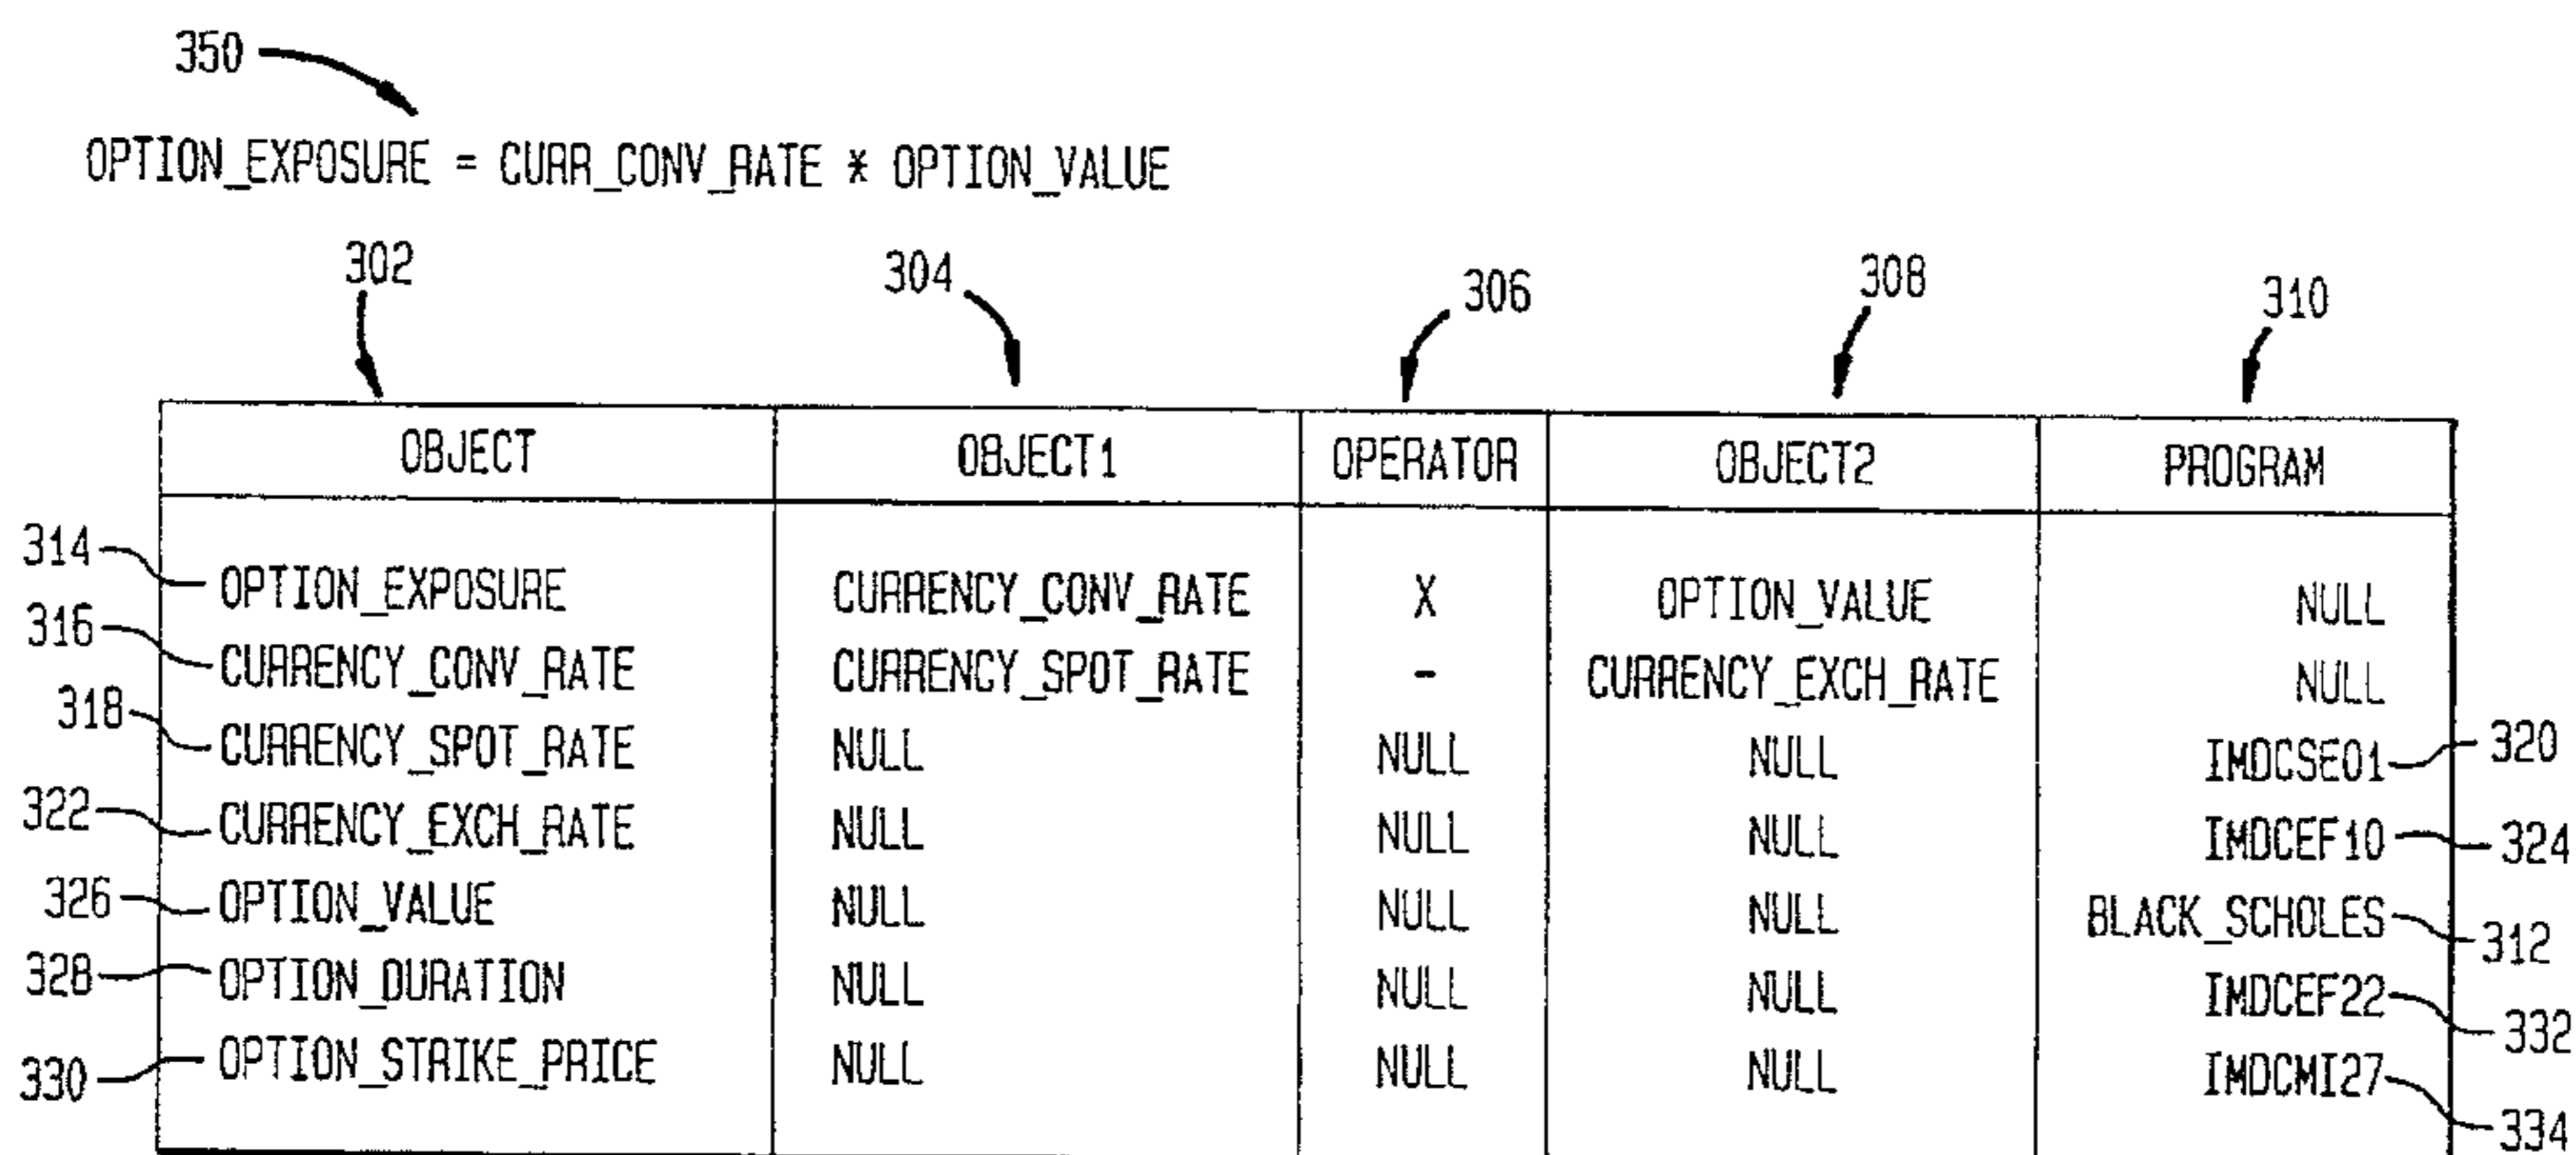 350
OPTION_EXPOSURE = CURR_CONV_RATE * OPTION_VALUE
302 304 306 308 310
OBJECT OBJECT1 OPERATOR OBJECT2 PROGRAM
314 OPTION_EXPOSURE CURRENCY_CONV_RATE X OPTION_VALUE NULL
316 CURRENCY_CONV_RATE CURRENCY_SPOT_RATE - CURRENCY_EXCH_RATE NULL
318 CURRENCY_SPOT_RATE NULL NULL NULL IMDCSE01 320
322 CURRENCY_EXCH_RATE NULL NULL NULL IMDCEF10 324
326 OPTION_VALUE NULL NULL NULL BLACK_SCHOLES 312
328 OPTION_DURATION NULL NULL NULL IMDCEF22 332
330 OPTION_STRIKE_PRICE NULL NULL NULL IMDCMI27 334